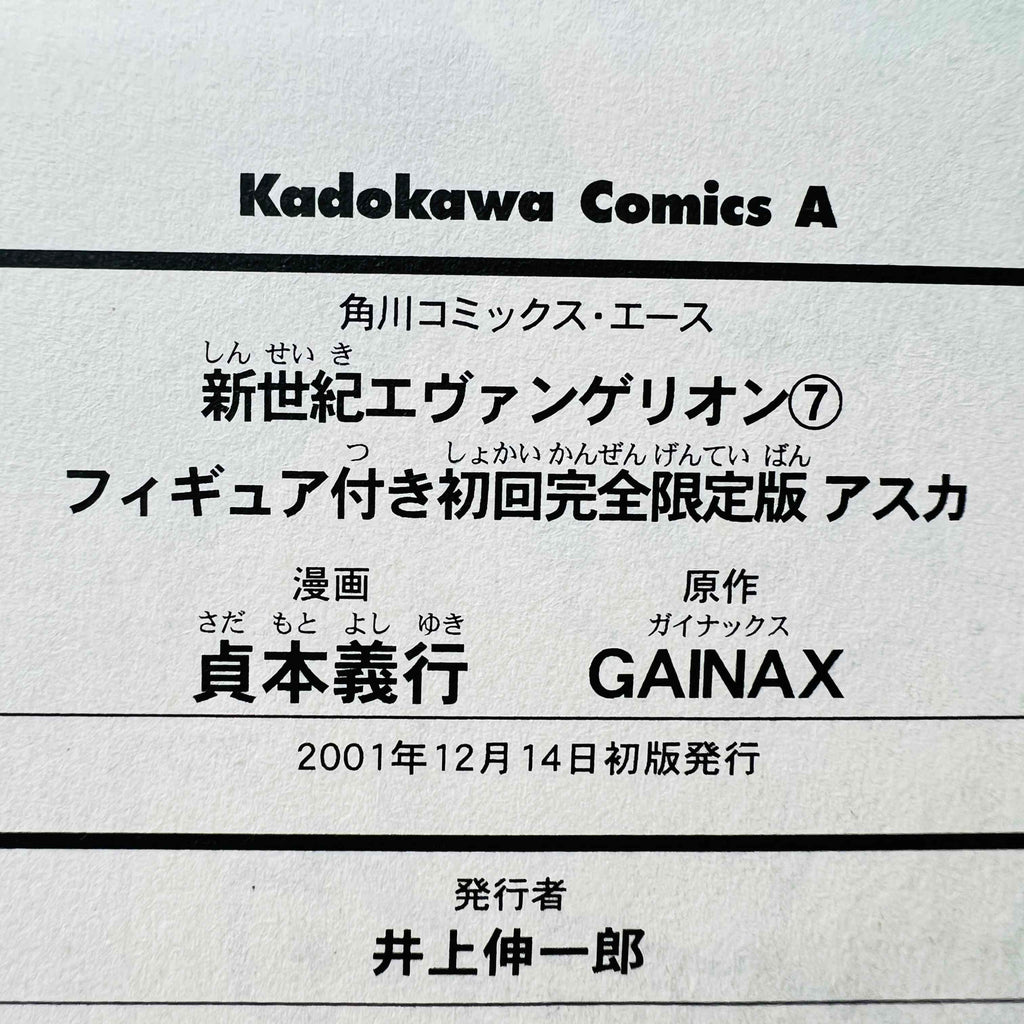 Kadokawa Comics A
角川コミックス・エース
しん せい き
新世紀エヴァンゲリオン⑦
つ しょかい かんぜん げんてい ばん
フィギュア付き初回完全限定版 アスカ
漫画 原作
さだ もと よし ゆき ガイナックス
貞本義行 GAINAX
2001年12月14日初版発行
発行者
井上伸一郎